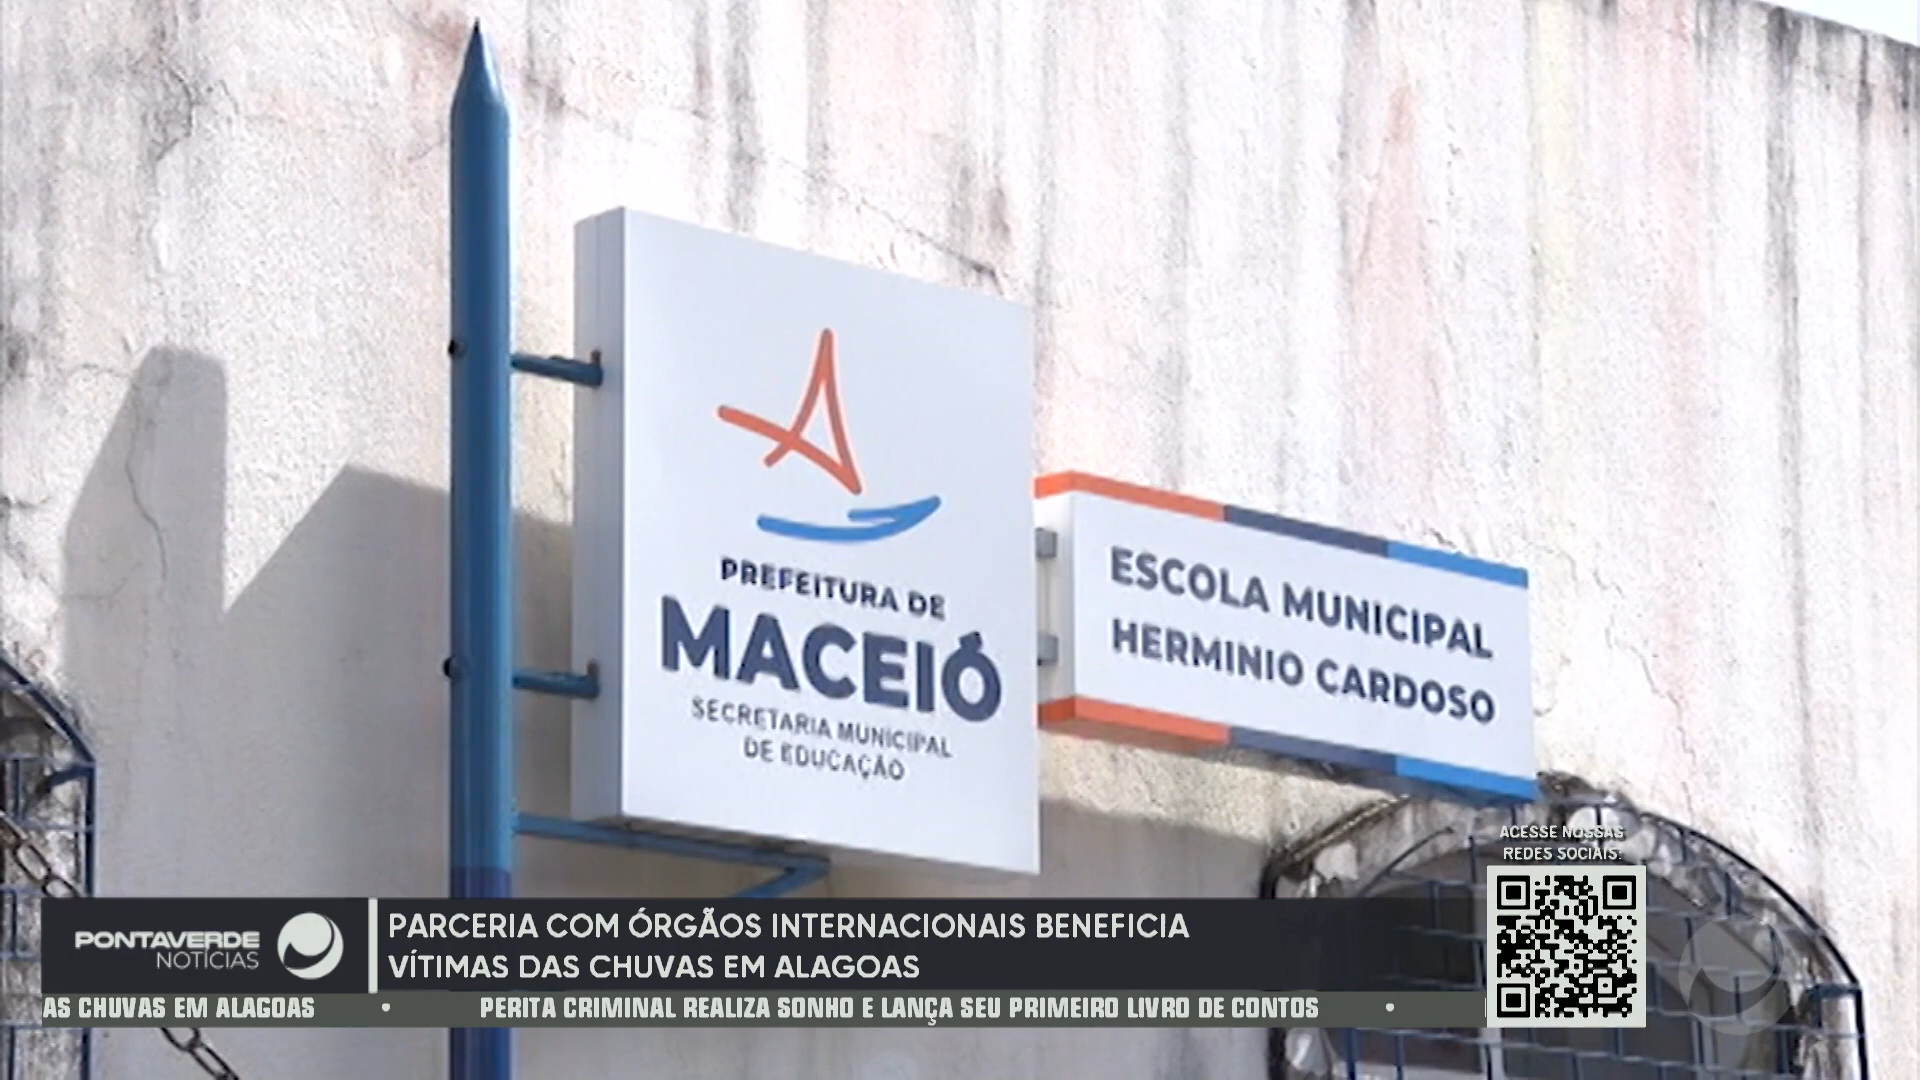 PREFEITURA DE
MACEIÓ
SECRETARIA MUNICIPAL
DE EDUCAÇÃO
ESCOLA MUNICIPAL
HERMINIO CARDOSO
ACESSE NOSSAS
REDES SOCIAIS:
PONTAVERDE
NOTÍCIAS
PARCERIA COM ÓRGÃOS INTERNACIONAIS BENEFICIA
VÍTIMAS DAS CHUVAS EM ALAGOAS
AS CHUVAS EM ALAGOAS • PERITA CRIMINAL REALIZA SONHO E LANÇA SEU PRIMEIRO LIVRO DE CONTOS •